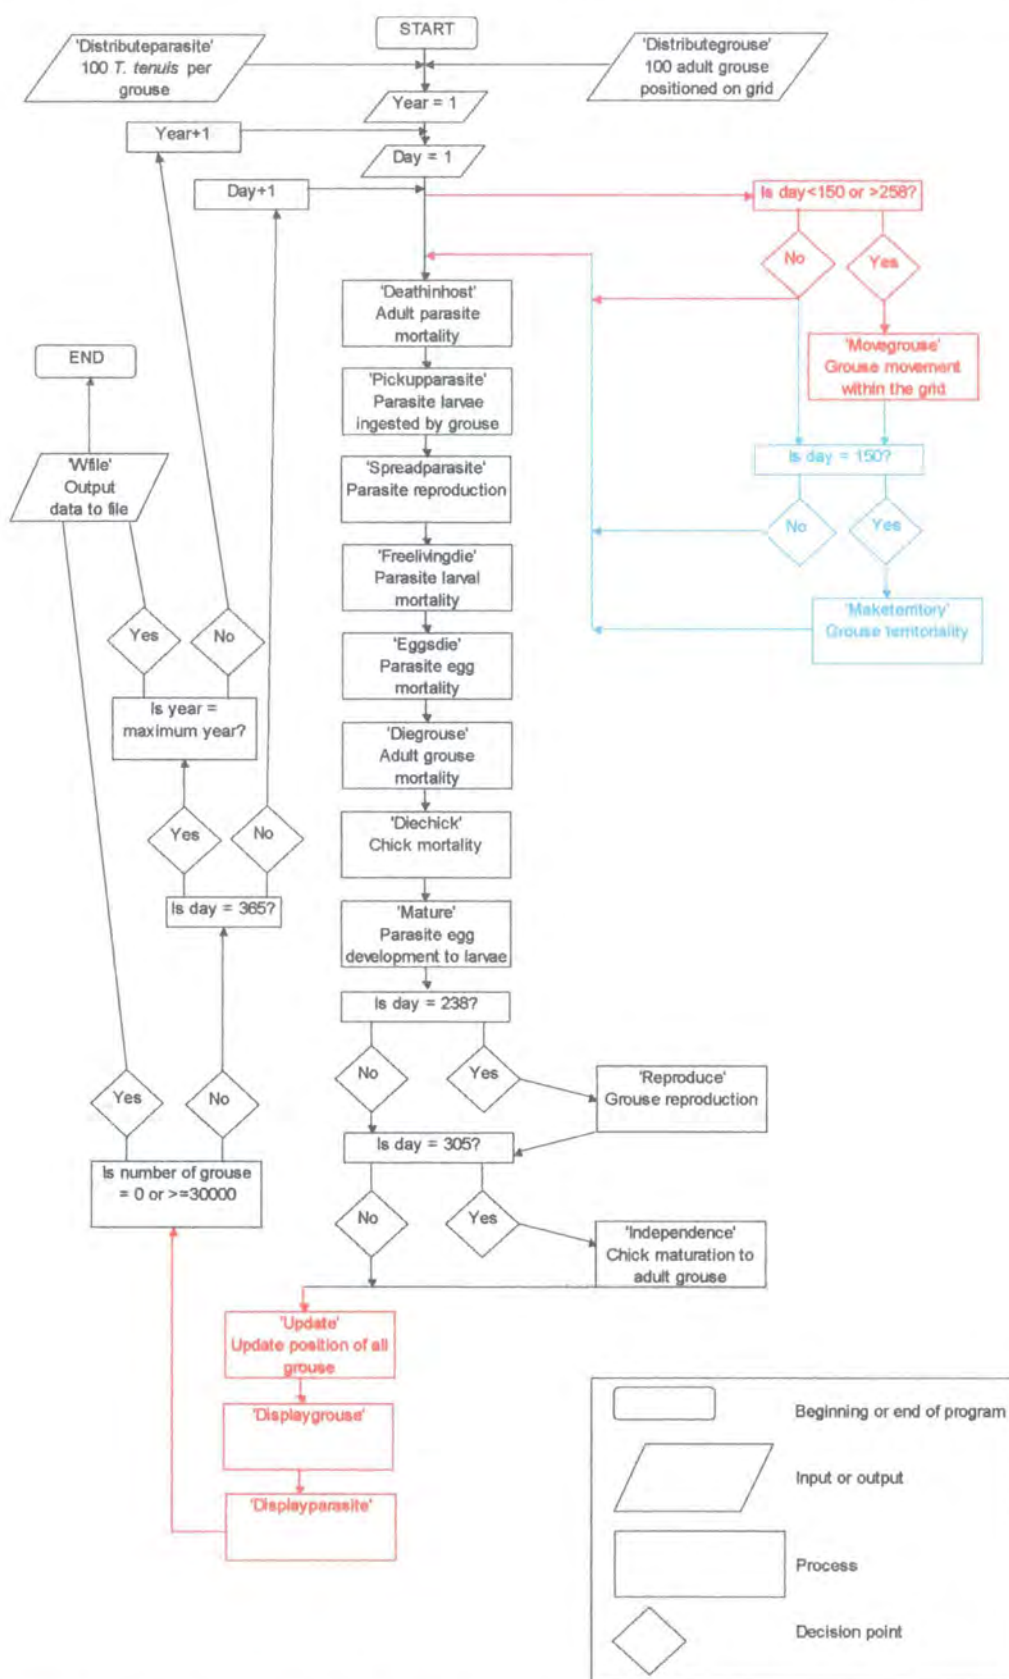 START
'Distributeparasite'
100 T. tenuis per
grouse
'Distributegrouse'
100 adult grouse
positioned on grid
Year = 1
Year+1
Day = 1
Day+1
Is day<150 or >258?
No
Yes
'Movegrouse'
Grouse movement
within the grid
Is day = 150?
No
Yes
'Maketerritory'
Grouse territoriality
'Deathinhost'
Adult parasite
mortality
'Pickupparasite'
Parasite larvae
ingested by grouse
'Spreadparasite'
Parasite reproduction
'Freelivingdie'
Parasite larval
mortality
'Eggsdie'
Parasite egg
mortality
'Diegrouse'
Adult grouse
mortality
'Diechick'
Chick mortality
'Mature'
Parasite egg
development to larvae
Is day = 238?
No
Yes
'Reproduce'
Grouse reproduction
Is day = 305?
No
Yes
'Independence'
Chick maturation to
adult grouse
'Update'
Update position of all
grouse
'Displaygrouse'
'Displayparasite'
Is number of grouse
= 0 or >=30000
Yes
No
Is day = 365?
Yes
No
Is year =
maximum year?
Yes
No
'Wfile'
Output
data to file
END
Beginning or end of program
Input or output
Process
Decision point